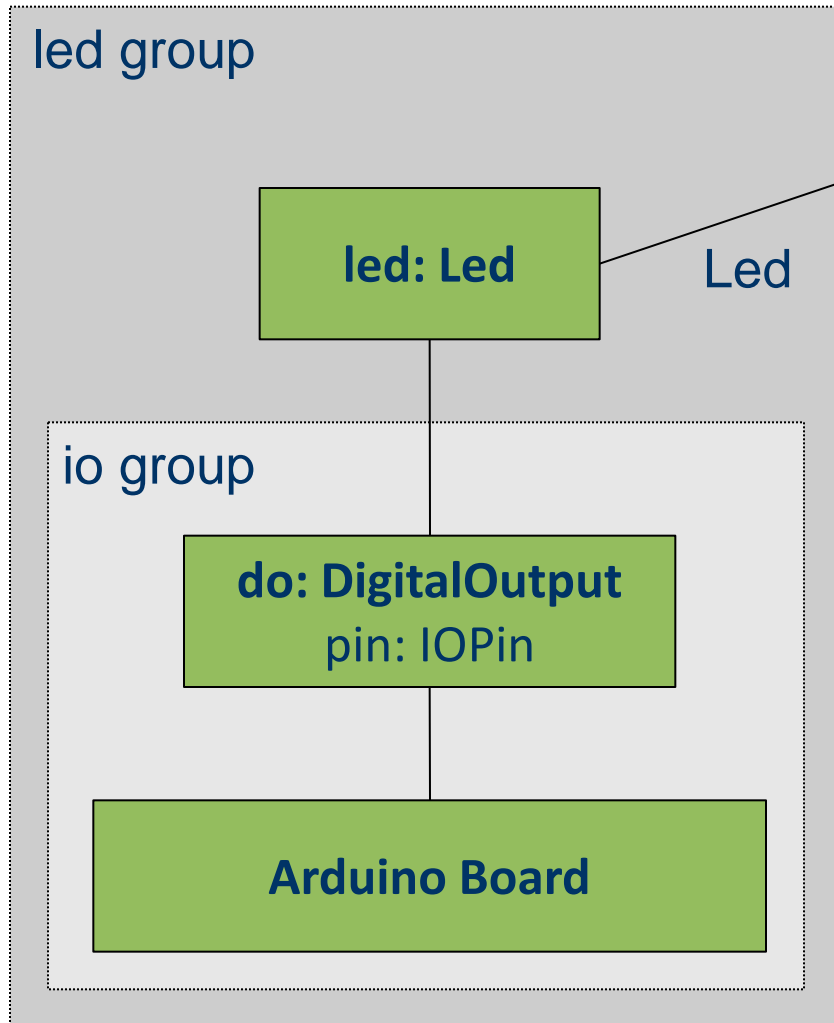 led group
led: Led
Led
io group
do: DigitalOutput
pin: IOPin
Arduino Board